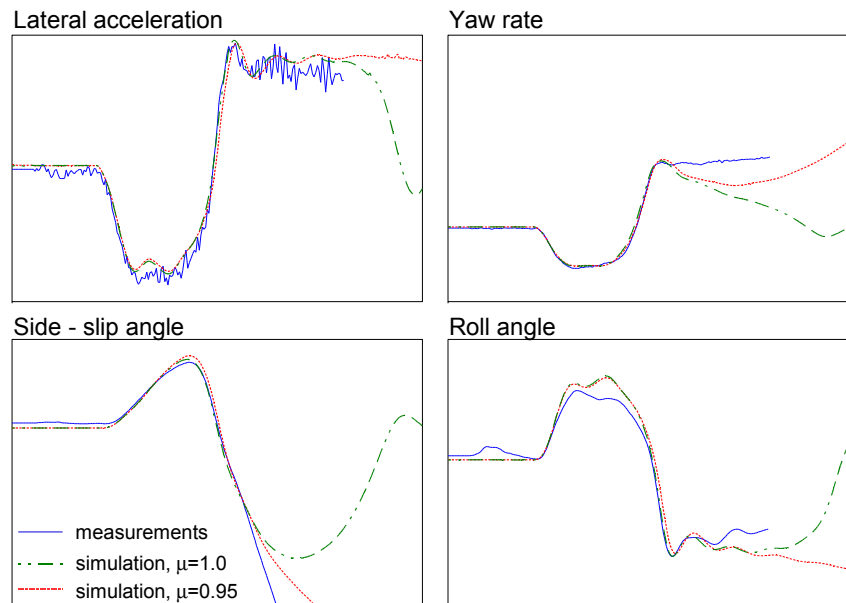 Lateral acceleration
Yaw rate
Side - slip angle
Roll angle
measurements
simulation, μ=1.0
simulation, μ=0.95